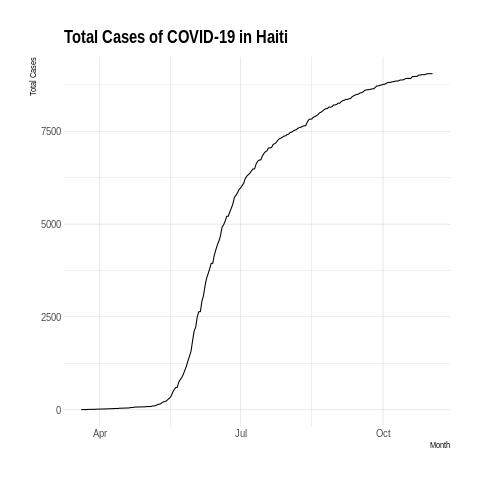 Total Cases of COVID-19 in Haiti
Total Cases
7500
5000
2500
0
Apr Jul Oct
Month